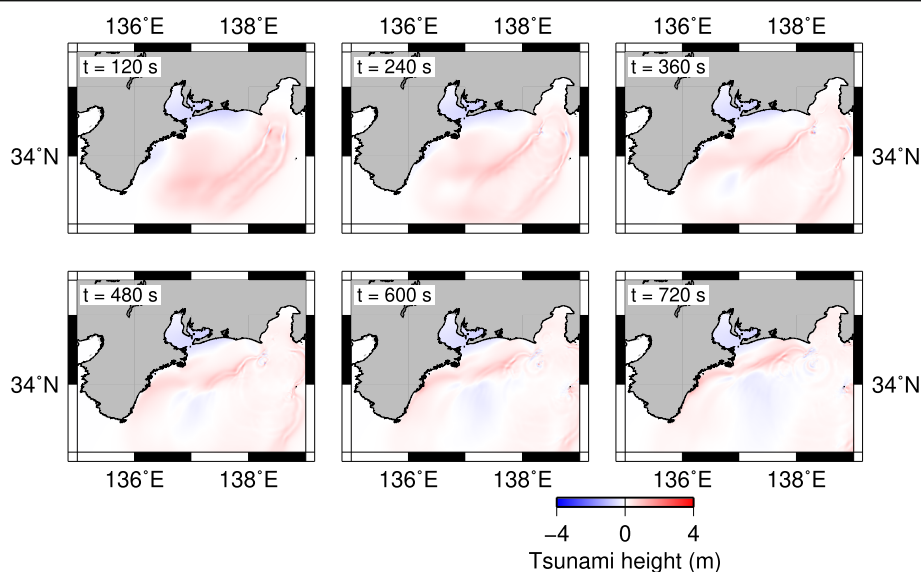 136˚E 138˚E 136˚E 138˚E 136˚E 138˚E
t = 120 s t = 240 s t = 360 s
34˚N 34˚N
t = 480 s t = 600 s t = 720 s
34˚N 34˚N
136˚E 138˚E 136˚E 138˚E 136˚E 138˚E
−4 0 4
Tsunami height (m)